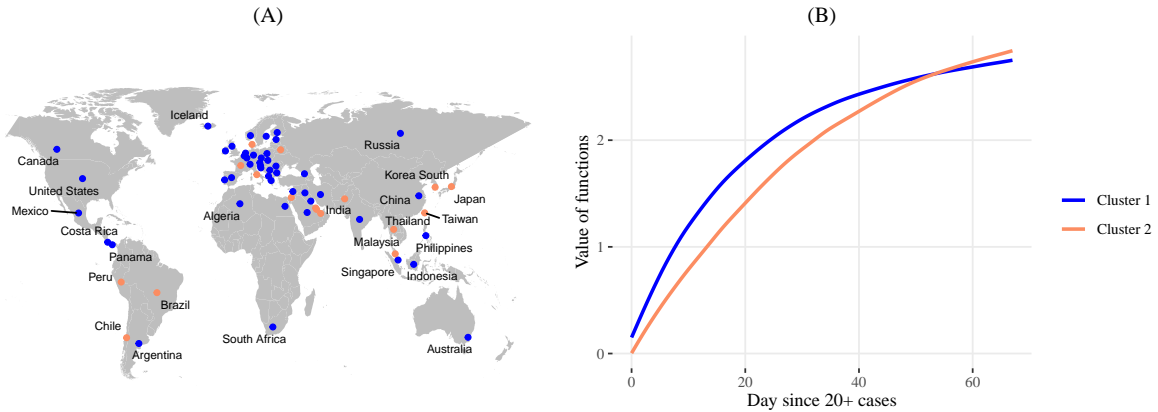 (A)
Iceland
Canada
Russia
United States
Korea South
Mexico
China
Japan
Algeria
India
Thailand
Taiwan
Costa Rica
Panama
Malaysia
Philippines
Peru
Singapore
Indonesia
Brazil
Chile
South Africa
Argentina
Australia
(B)
Value of functions
2
1
0
0
20
40
60
Day since 20+ cases
Cluster 1
Cluster 2